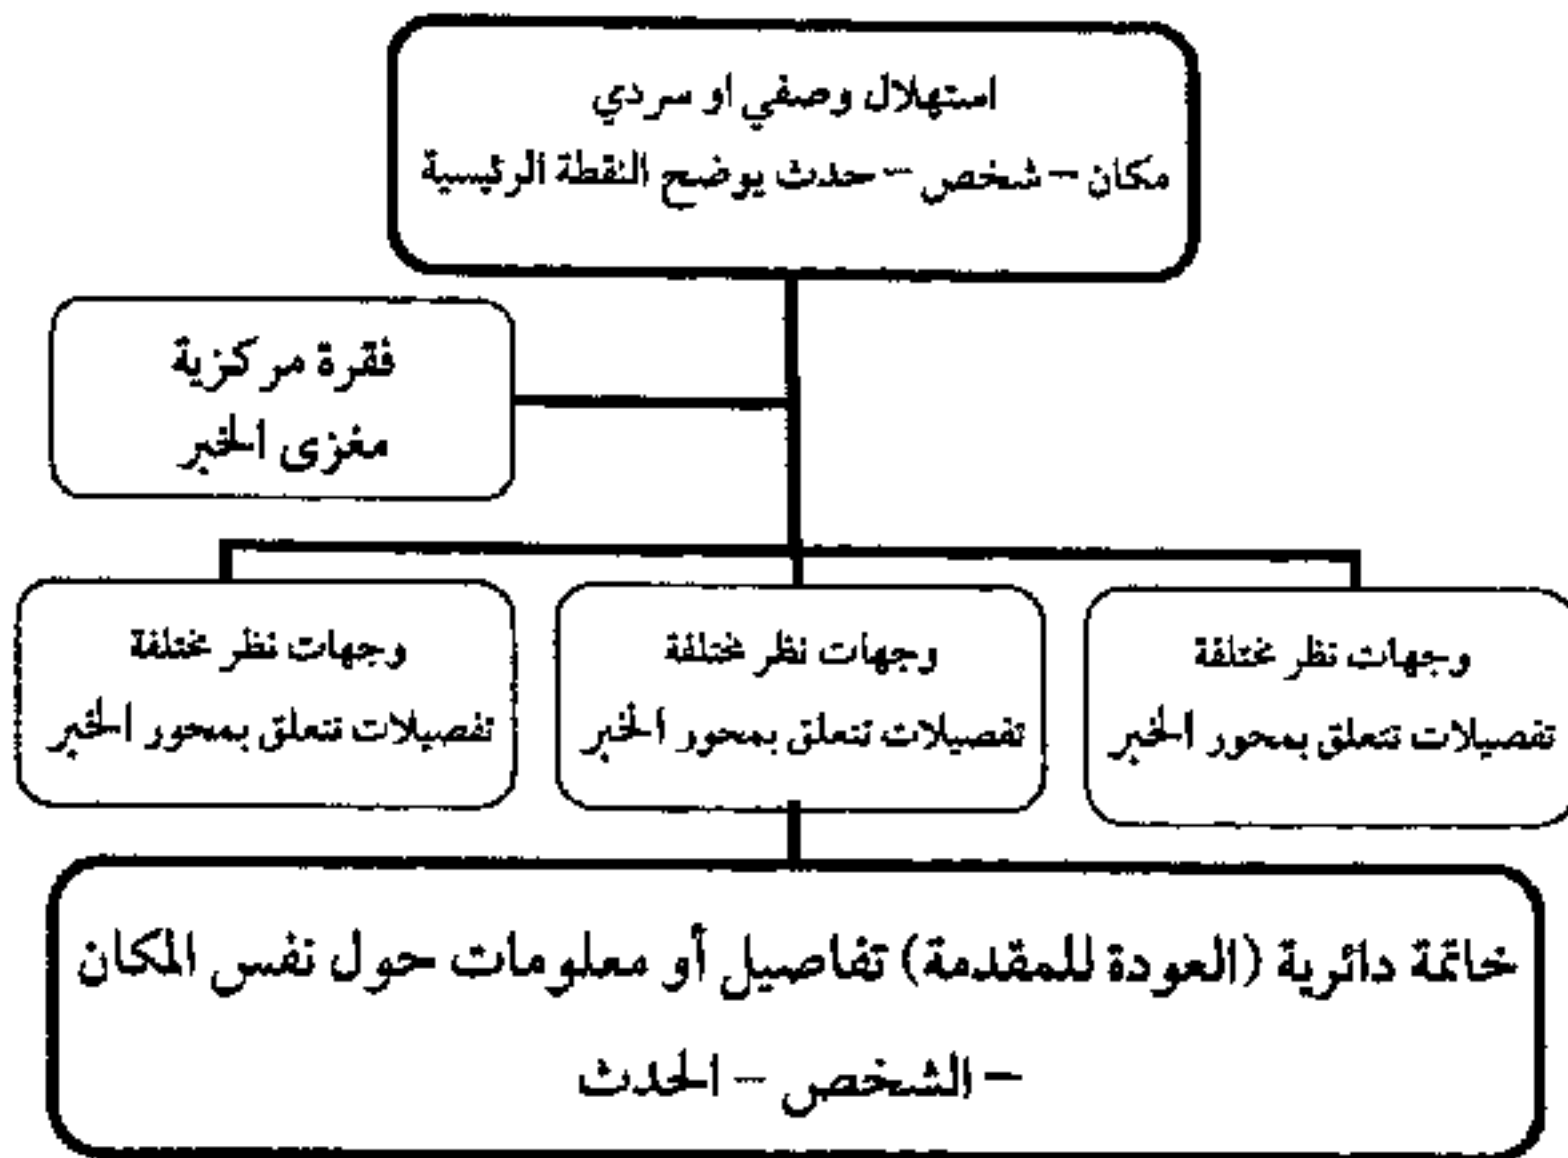 استهلال وصفي او سردي
مكان – شخص – حدث يوضح النقطة الرئيسية
فقرة مركزية
مغزى الخبر
وجهات نظر مختلفة
تفصيلات تتعلق بمحور الخبر
وجهات نظر مختلفة
تفصيلات تتعلق بمحور الخبر
وجهات نظر مختلفة
تفصيلات تتعلق بمحور الخبر
خاتمة دائرية (العودة للمقدمة) تفاصيل أو معلومات حول نفس المكان
– الشخص – الحدث